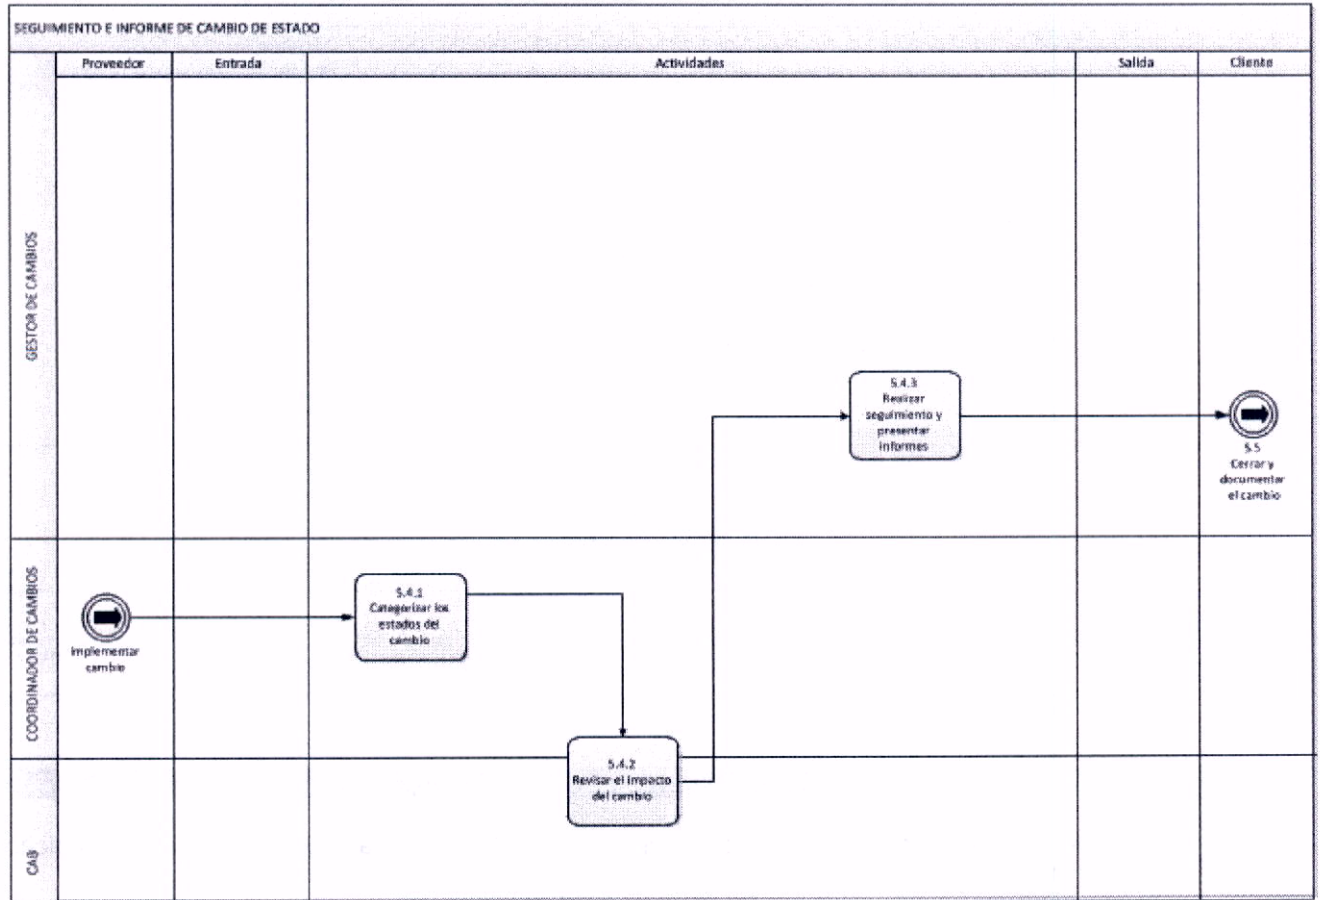 SEGUIMIENTO E INFORME DE CAMBIO DE ESTADO
Proveedor Entrada Actividades Salida Cliente
GESTOR DE CAMBIOS
5.4.3
Realizar
seguimiento y
presentar
informes
5.5
Cerrar y
documentar
el cambio
COORDINADOR DE CAMBIOS
Implementar
cambio
5.4.1
Categorizar los
estados del
cambio
CAB
5.4.2
Revisar el impacto
del cambio